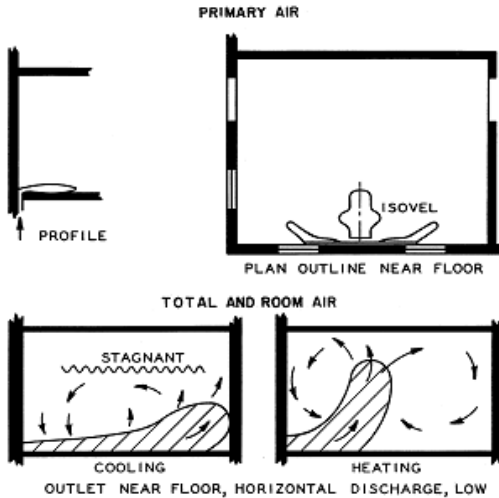 PRIMARY AIR
ISOVEL
PROFILE
PLAN OUTLINE NEAR FLOOR
TOTAL AND ROOM AIR
STAGNANT
COOLING
HEATING
OUTLET NEAR FLOOR, HORIZONTAL DISCHARGE, LOW